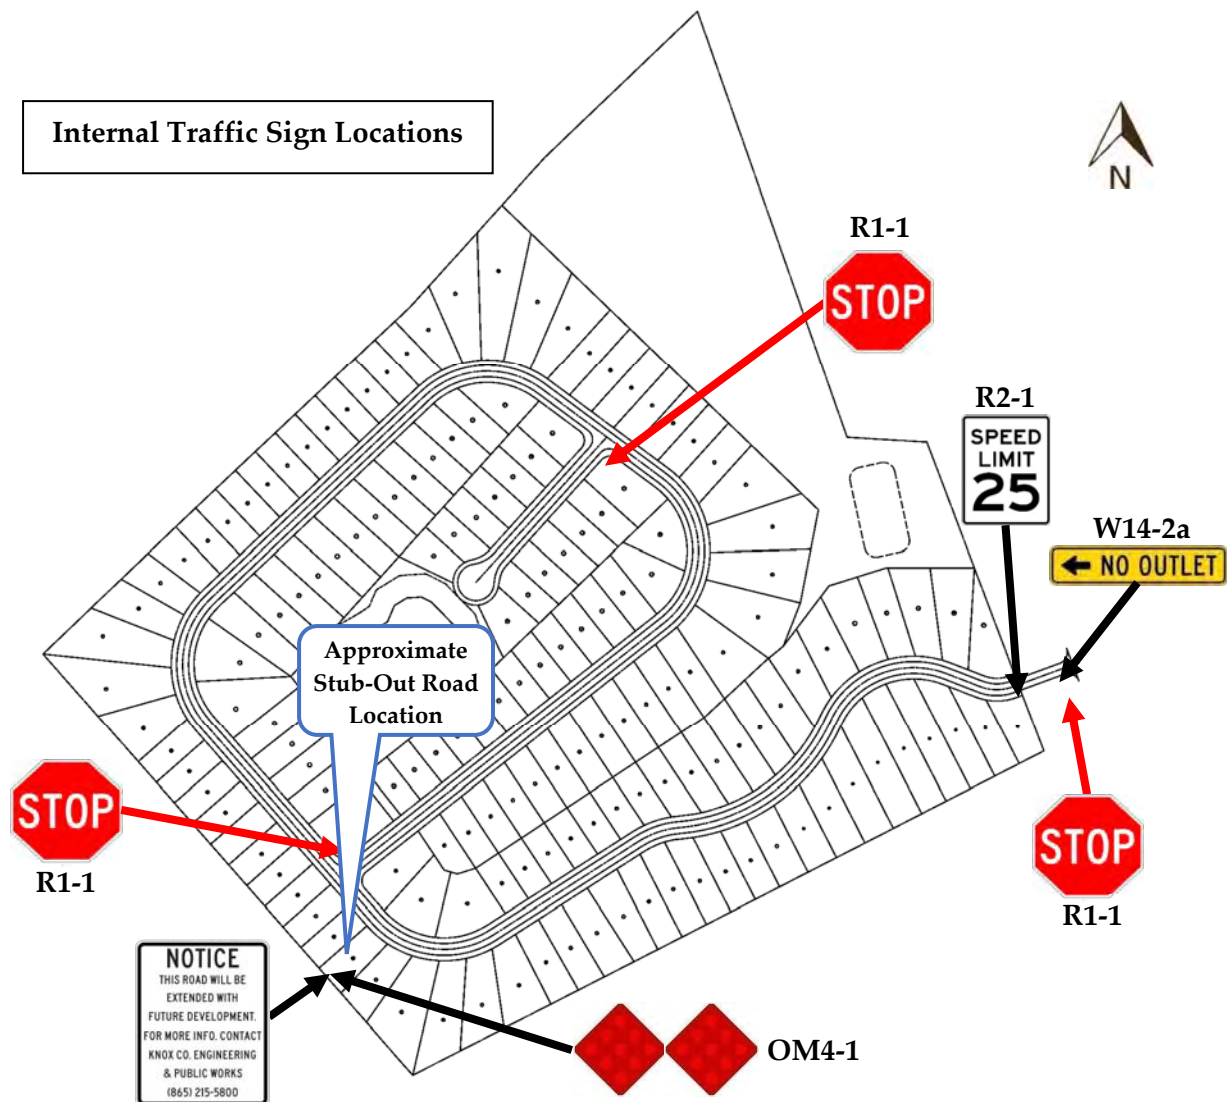 Internal Traffic Sign Locations
N
R1-1
STOP
R2-1
SPEED
LIMIT
25
W14-2a
NO OUTLET
Approximate
Stub-Out Road
Location
STOP
R1-1
STOP
R1-1
NOTICE
THIS ROAD WILL BE
EXTENDED WITH
FUTURE DEVELOPMENT.
FOR MORE INFO. CONTACT
KNOX CO. ENGINEERING
& PUBLIC WORKS
(865) 215-5800
OM4-1